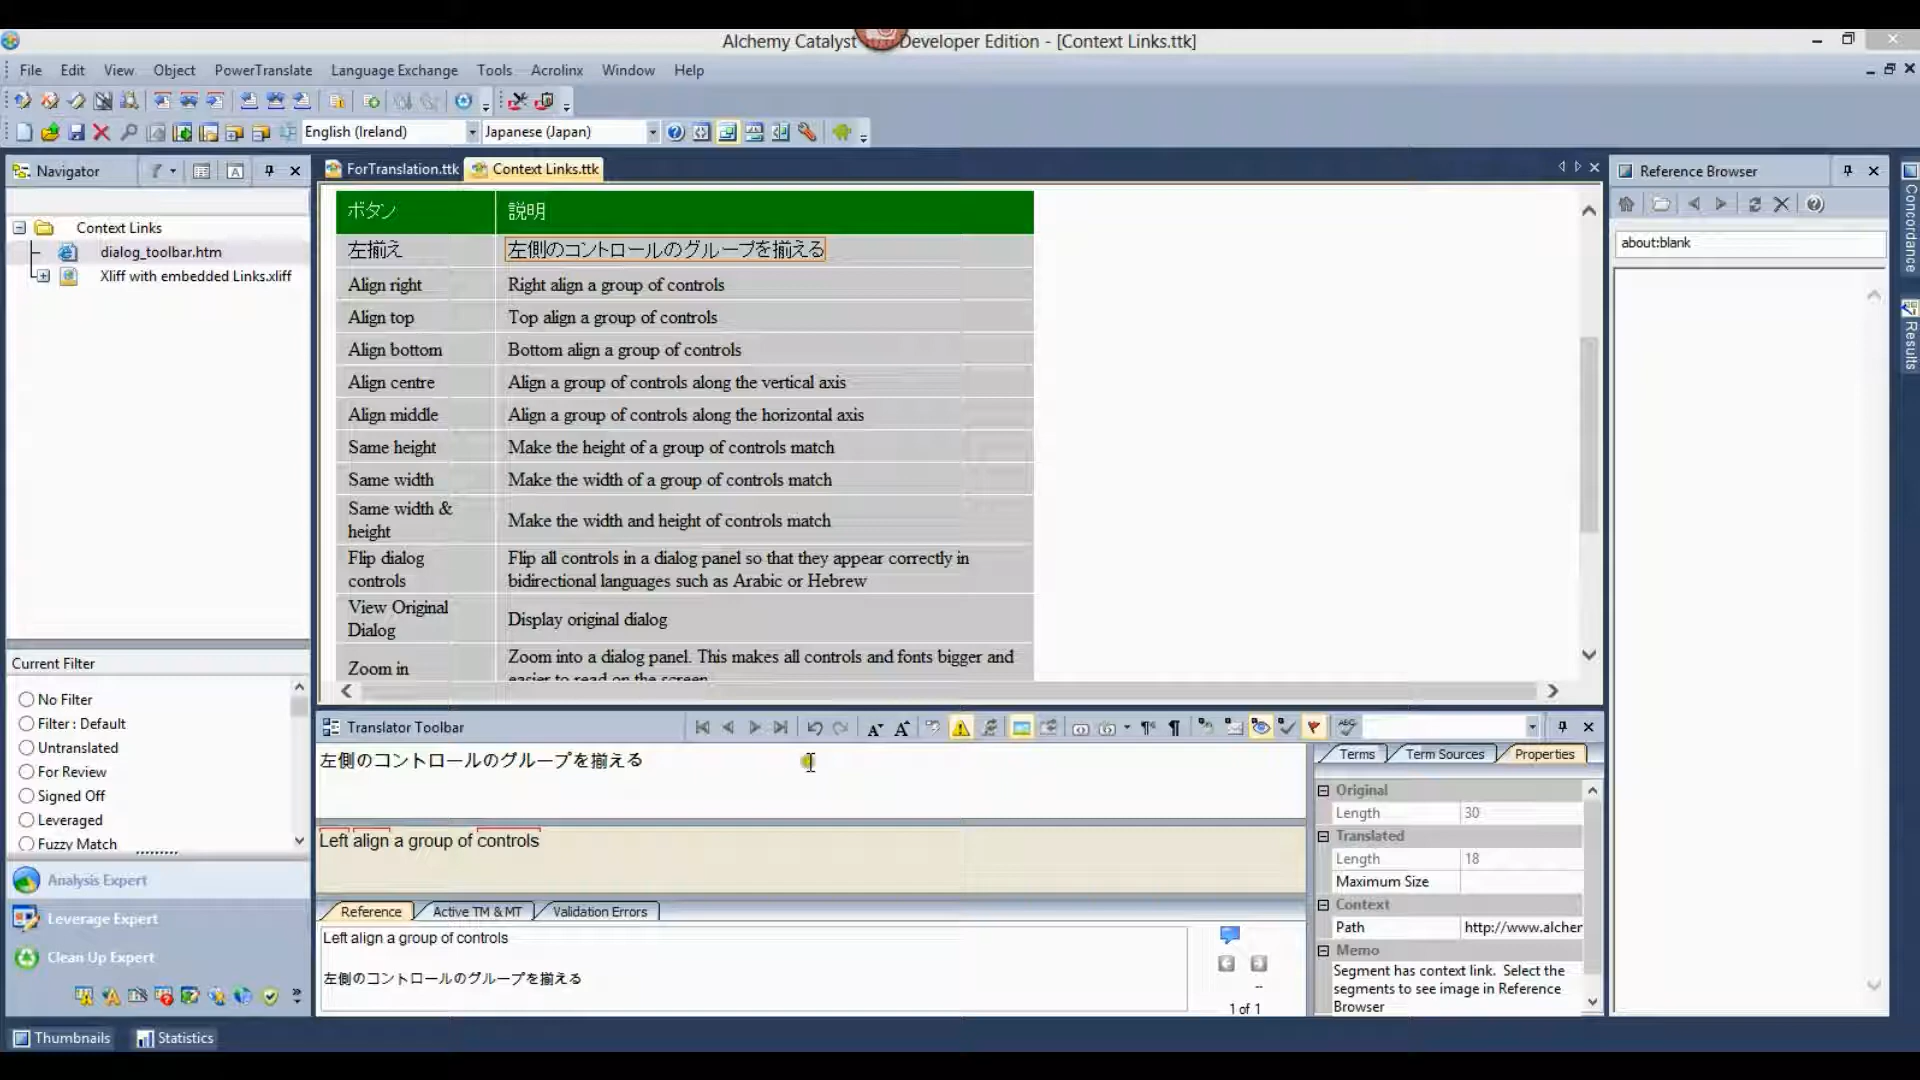 Alchemy Catalyst Developer Edition - [Context Links.ttk]
File Edit View Object PowerTranslate Language Exchange Tools Acrolinx Window Help
English (Ireland) Japanese (Japan)
Navigator
ForTranslation.ttk Context Links.ttk
Reference Browser
about:blank
Concordance
Results
Context Links
dialog_toolbar.htm
Xliff with embedded Links.xliff
ボタン 説明
左揃え 左側のコントロールのグループを揃える
Align right Right align a group of controls
Align top Top align a group of controls
Align bottom Bottom align a group of controls
Align centre Align a group of controls along the vertical axis
Align middle Align a group of controls along the horizontal axis
Same height Make the height of a group of controls match
Same width Make the width of a group of controls match
Same width &
height
Make the width and height of controls match
Flip dialog
controls
Flip all controls in a dialog panel so that they appear correctly in
bidirectional languages such as Arabic or Hebrew
View Original
Dialog
Display original dialog
Zoom in
Zoom into a dialog panel. This makes all controls and fonts bigger and
easier to read on the screen
Current Filter
No Filter
Filter : Default
Untranslated
For Review
Signed Off
Leveraged
Fuzzy Match
Analysis Expert
Leverage Expert
Clean Up Expert
Translator Toolbar
左側のコントロールのグループを揃える
Left align a group of controls
Reference Active TM & MT Validation Errors
Left align a group of controls
左側のコントロールのグループを揃える
--
1 of 1
Terms Term Sources Properties
Original
Length 30
Translated
Length 18
Maximum Size
Context
Path http://www.alcher
Memo
Segment has context link. Select the
segments to see image in Reference
Browser
Thumbnails Statistics